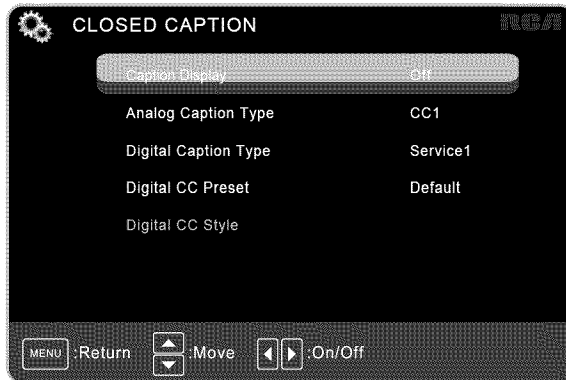 CLOSED CAPTION RCA
Caption Display Off
Analog Caption Type CC1
Digital Caption Type Service1
Digital CC Preset Default
Digital CC Style
MENU :Return :Move :On/Off